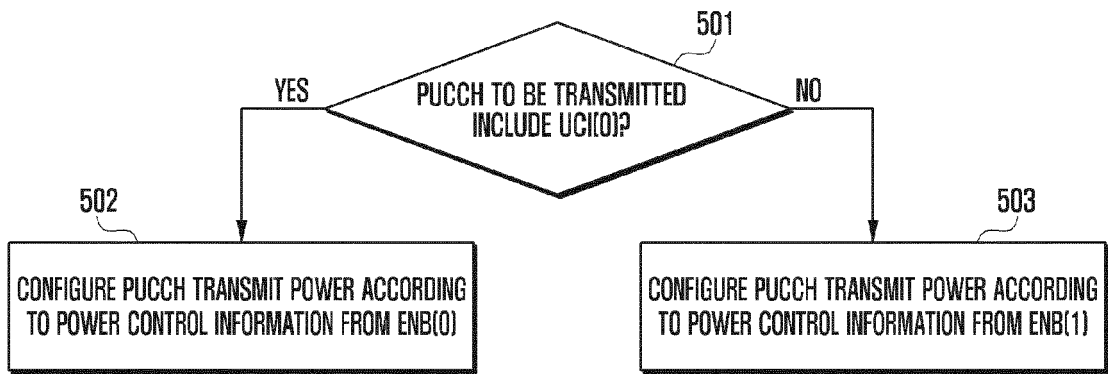 501
YES
PUCCH TO BE TRANSMITTED
INCLUDE UCI(0)?
NO
502
503
CONFIGURE PUCCH TRANSMIT POWER ACCORDING
TO POWER CONTROL INFORMATION FROM ENB(0)
CONFIGURE PUCCH TRANSMIT POWER ACCORDING
TO POWER CONTROL INFORMATION FROM ENB(1)